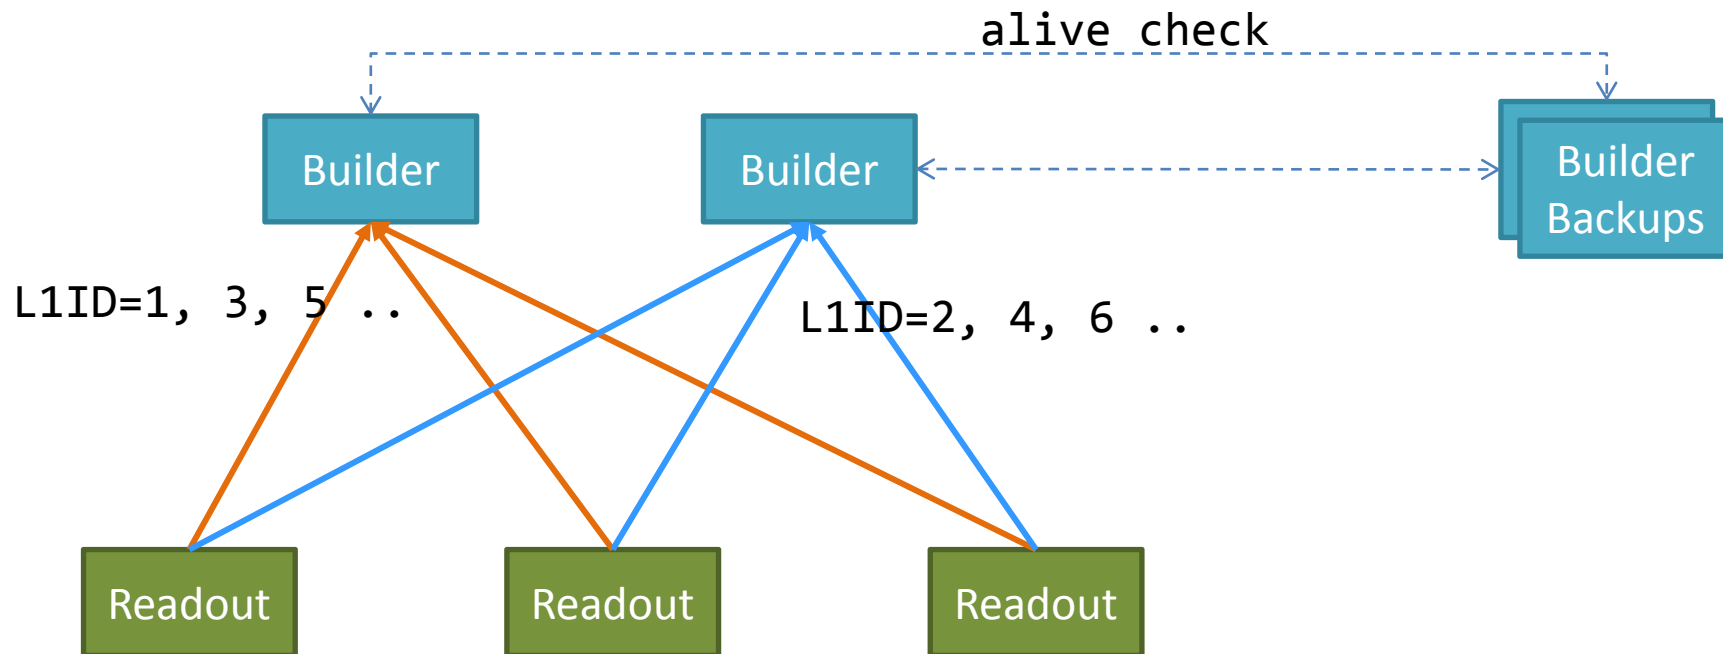 alive check
Builder
Builder
Builder
Backups
L1ID=1, 3, 5 ..
L1ID=2, 4, 6 ..
Readout
Readout
Readout